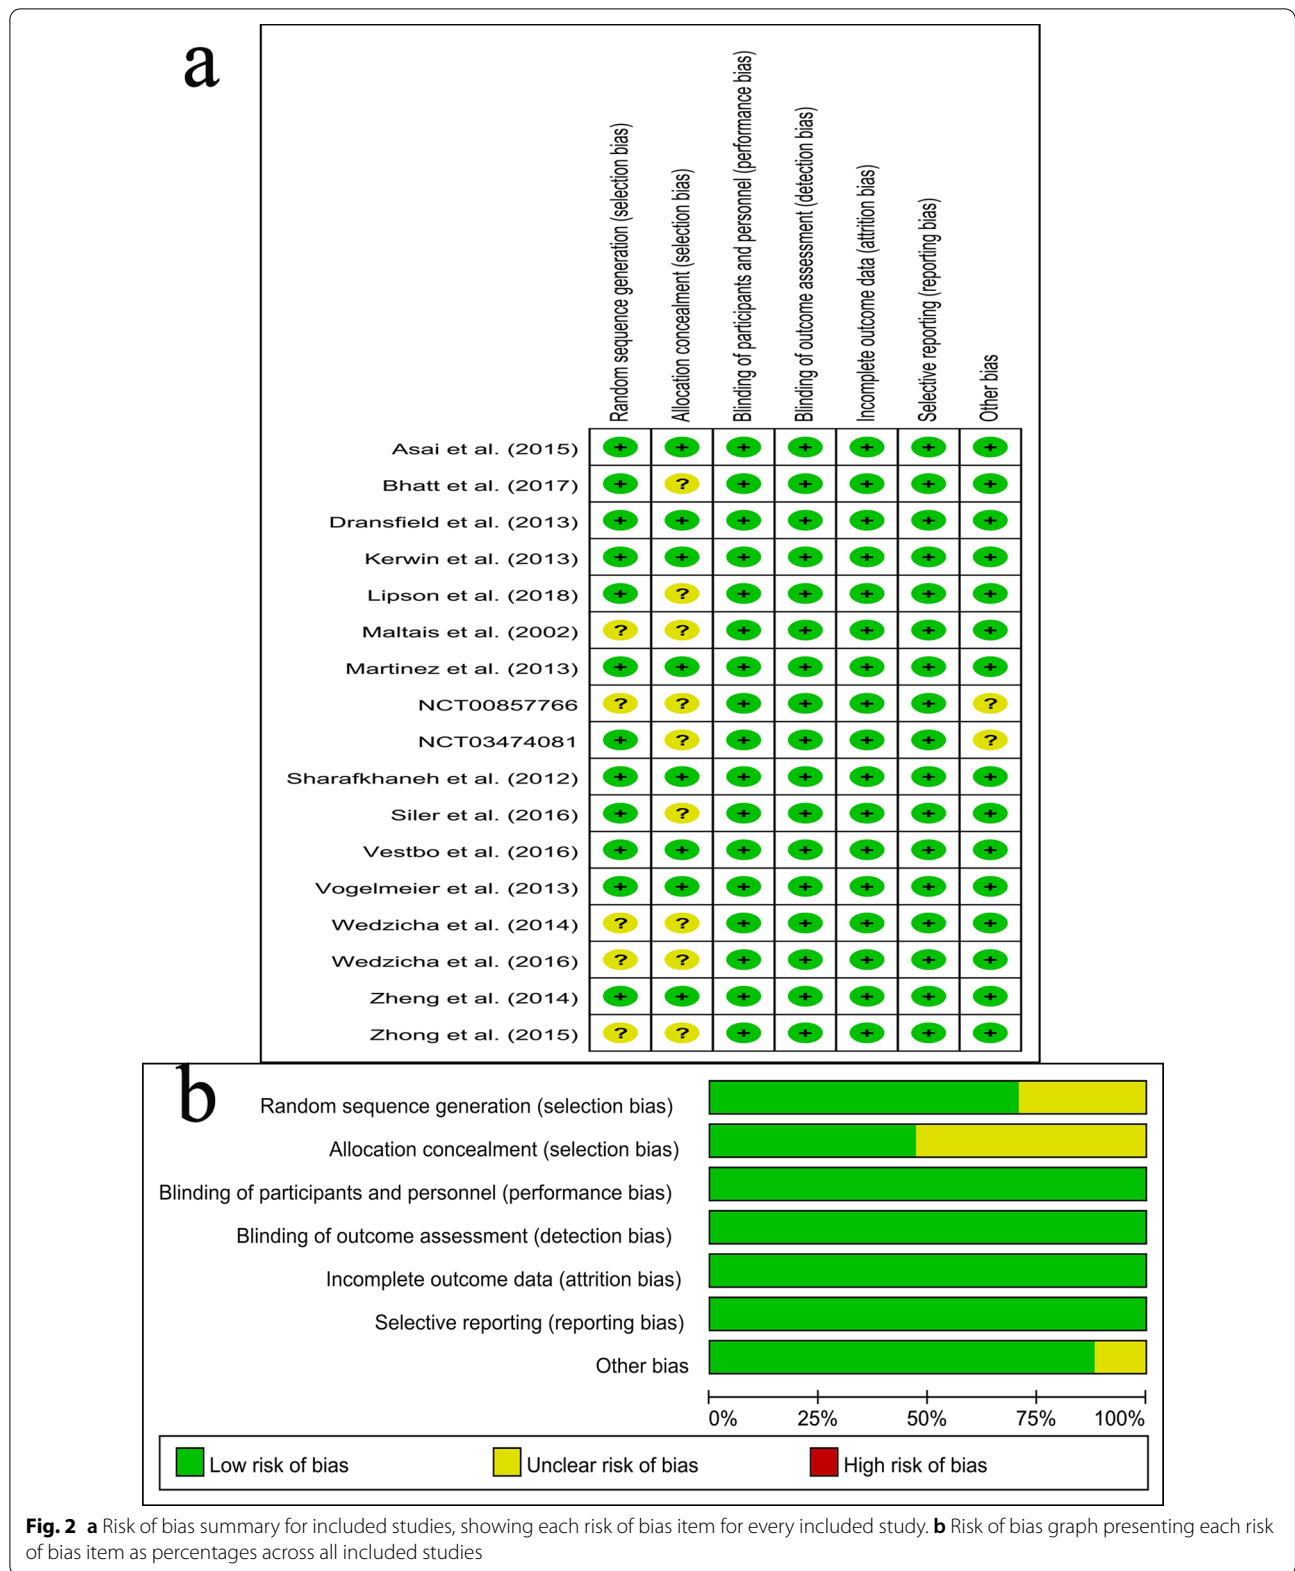 a
Random sequence generation (selection bias)
Allocation concealment (selection bias)
Blinding of participants and personnel (performance bias)
Blinding of outcome assessment (detection bias)
Incomplete outcome data (attrition bias)
Selective reporting (reporting bias)
Other bias
Asai et al. (2015) + + + + + + +
Bhatt et al. (2017) + ? + + + + +
Dransfield et al. (2013) + + + + + + +
Kerwin et al. (2013) + + + + + + +
Lipson et al. (2018) + ? + + + + +
Maltais et al. (2002) ? ? + + + + +
Martinez et al. (2013) + + + + + + +
NCT00857766 ? ? + + + + ?
NCT03474081 + ? + + + + ?
Sharafkhaneh et al. (2012) + + + + + + +
Siler et al. (2016) + ? + + + + +
Vestbo et al. (2016) + + + + + + +
Vogelmeier et al. (2013) + + + + + + +
Wedzicha et al. (2014) ? ? + + + + +
Wedzicha et al. (2016) ? ? + + + + +
Zheng et al. (2014) + + + + + + +
Zhong et al. (2015) ? ? + + + + +
b
Random sequence generation (selection bias)
Allocation concealment (selection bias)
Blinding of participants and personnel (performance bias)
Blinding of outcome assessment (detection bias)
Incomplete outcome data (attrition bias)
Selective reporting (reporting bias)
Other bias
0% 25% 50% 75% 100%
Low risk of bias Unclear risk of bias High risk of bias
Fig. 2 a Risk of bias summary for included studies, showing each risk of bias item for every included study. b Risk of bias graph presenting each risk
of bias item as percentages across all included studies